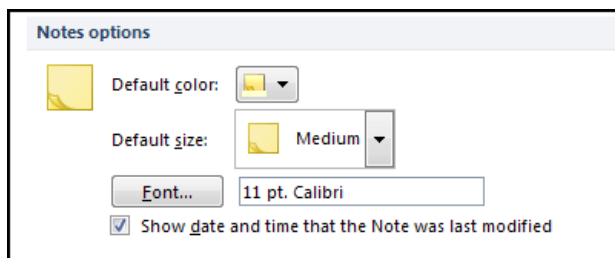 Notes options
Default color:
Default size: Medium
Font... 11 pt. Calibri
Show date and time that the Note was last modified